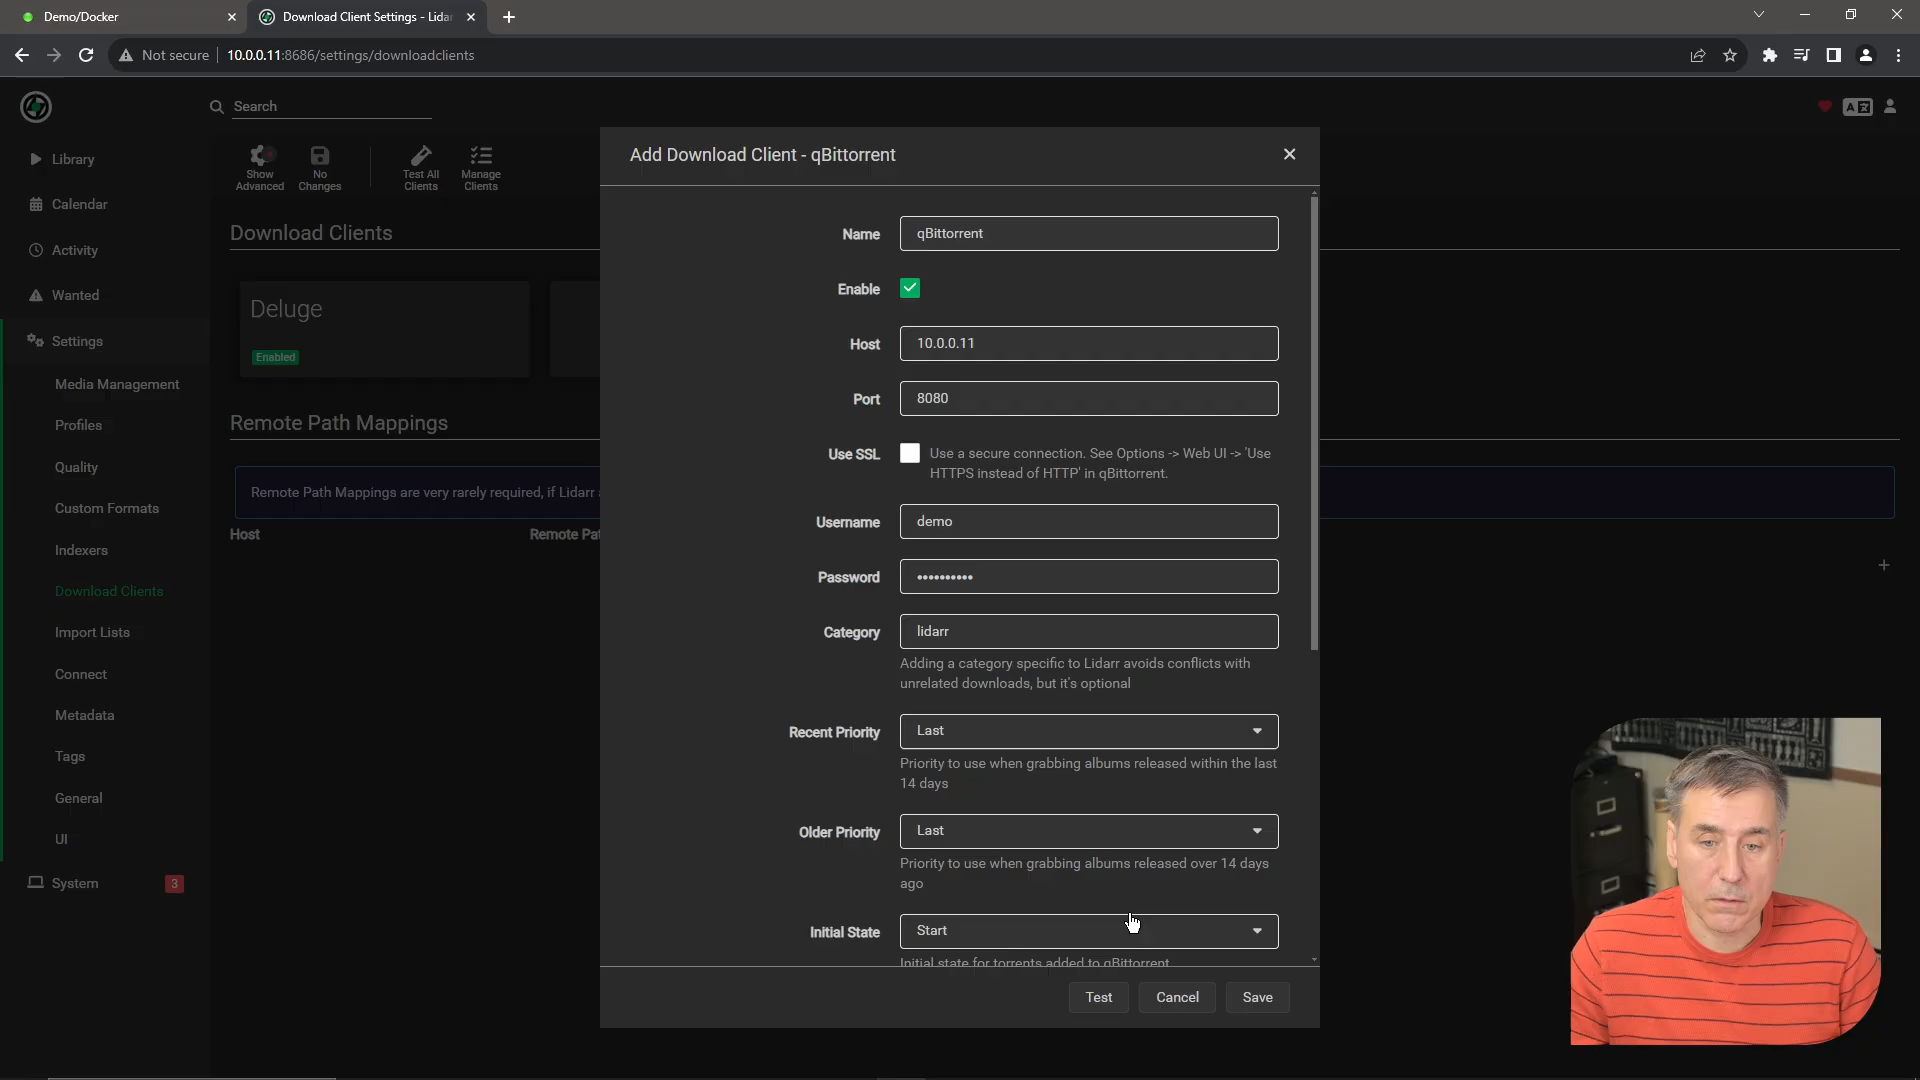 Demo/Docker
Download Client Settings - Lidar
Not secure
10.0.0.11:8686/settings/downloadclients
Search
Library
Calendar
Activity
Wanted
Settings
Media Management
Profiles
Quality
Custom Formats
Indexers
Download Clients
Import Lists
Connect
Metadata
Tags
General
UI
System
3
Show Advanced
No Changes
Test All Clients
Manage Clients
Download Clients
Deluge
Enabled
Remote Path Mappings
Remote Path Mappings are very rarely required, if Lidarr
Host
Remote Pat
Add Download Client - qBittorrent
Name
qBittorrent
Enable
Host
10.0.0.11
Port
8080
Use SSL
Use a secure connection. See Options -> Web UI -> 'Use
HTTPS instead of HTTP' in qBittorrent.
Username
demo
Password
••••••••••
Category
lidarr
Adding a category specific to Lidarr avoids conflicts with
unrelated downloads, but it's optional
Recent Priority
Last
Priority to use when grabbing albums released within the last
14 days
Older Priority
Last
Priority to use when grabbing albums released over 14 days
ago
Initial State
Start
Initial state for torrents added to qBittorrent
Test
Cancel
Save